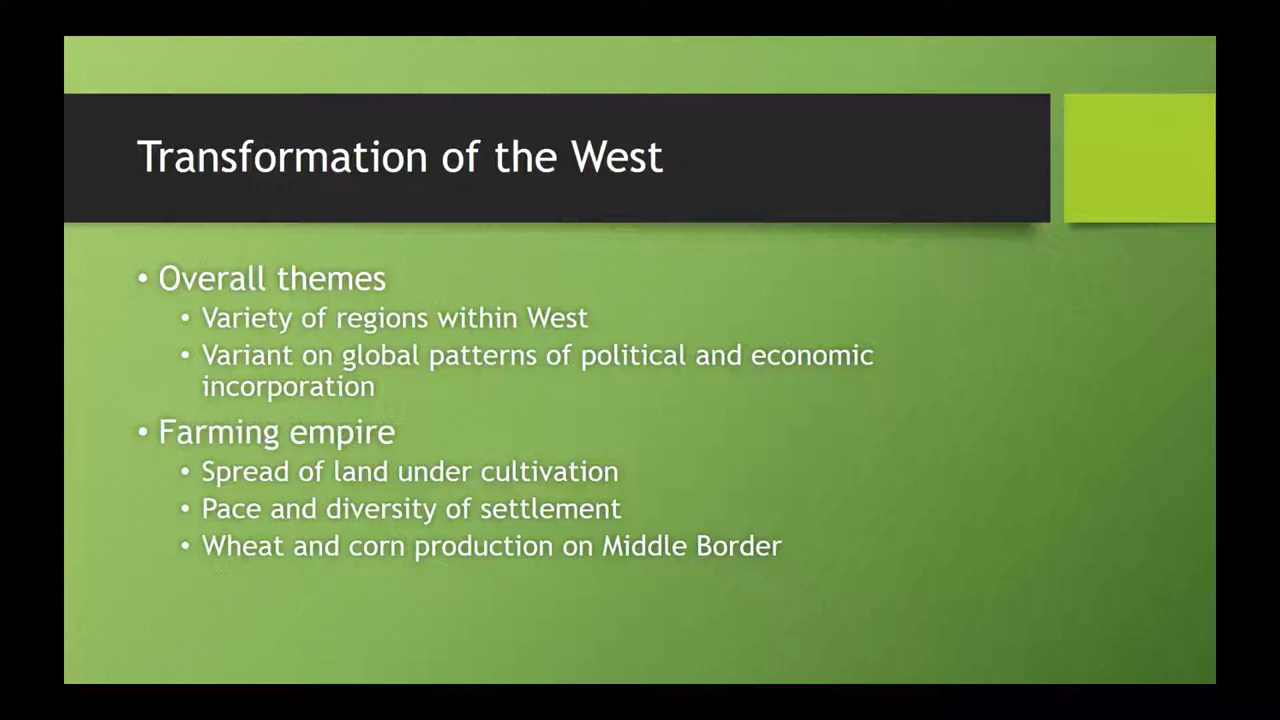 Transformation of the West
• Overall themes
• Variety of regions within West
• Variant on global patterns of political and economic
incorporation
• Farming empire
• Spread of land under cultivation
• Pace and diversity of settlement
• Wheat and corn production on Middle Border